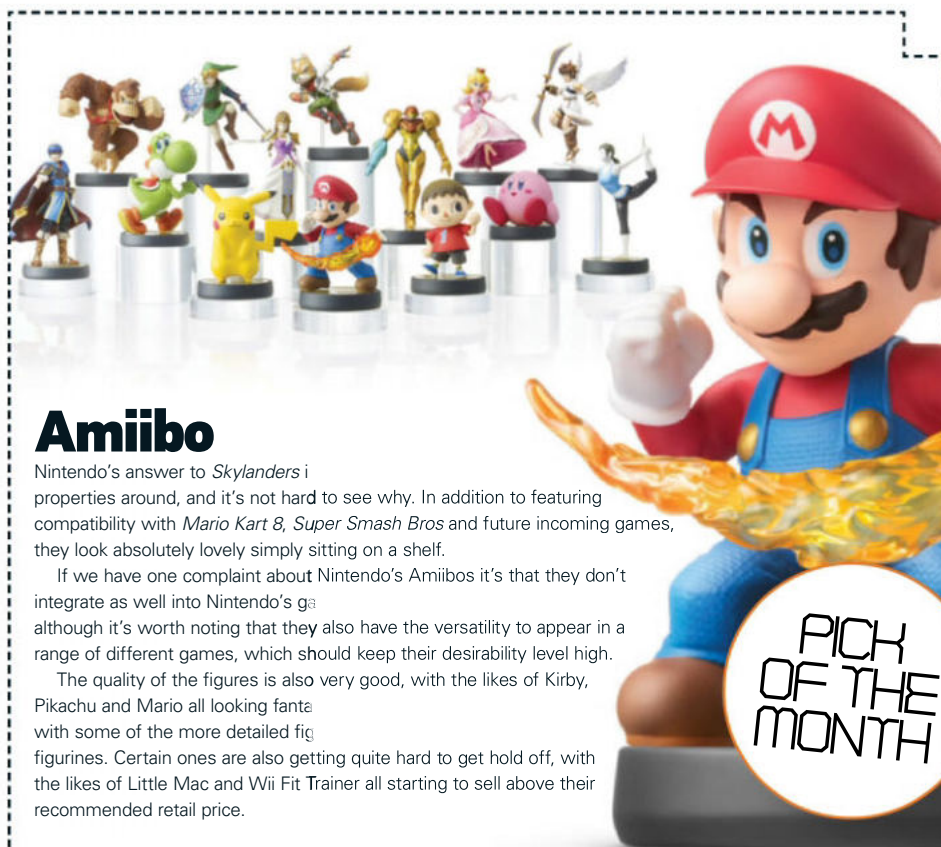 Amiibo
Nintendo's answer to Skylanders i
properties around, and it's not hard to see why. In addition to featuring
compatibility with Mario Kart 8, Super Smash Bros and future incoming games,
they look absolutely lovely simply sitting on a shelf.
If we have one complaint about Nintendo's Amiibos it's that they don't
integrate as well into Nintendo's
although it's worth noting that they also have the versatility to appear in a
range of different games, which should keep their desirability level high.
The quality of the figures is also very good, with the likes of Kirby,
Pikachu and Mario all looking
with some of the more detailed
figurines. Certain ones are also getting quite hard to get hold off, with
the likes of Little Mac and Wii Fit Trainer all starting to sell above their
recommended retail price.
M
PICK
OF THE
MONTH